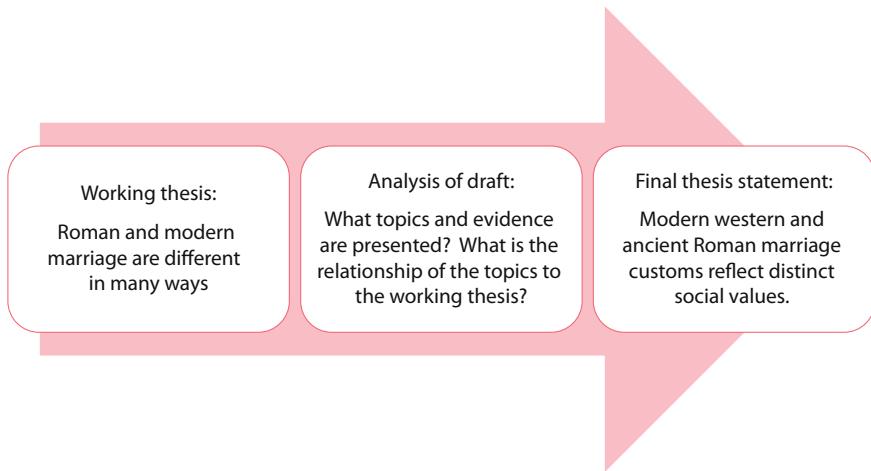 Working thesis:
Roman and modern
marriage are different
in many ways
Analysis of draft:
What topics and evidence
are presented?  What is the
relationship of the topics to
the working thesis?
Final thesis statement:
Modern western and
ancient Roman marriage
customs reflect distinct
social values.